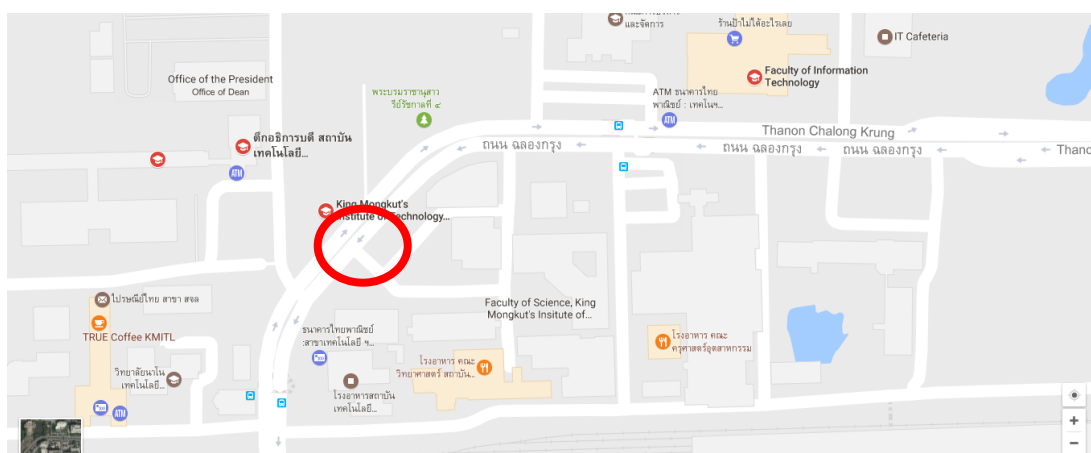 และจัดการ
ร้านป้าไม่ได้อะไรเลย
IT Cafeteria
Office of the President
Office of Dean
พระบรมราชานุสาว
รีย์รัชกาลที่ ๔
Faculty of Information
Technology
ATM ธนาคารไทย
พาณิชย์ : เทคโนฯ...
ตึกอธิการบดี สถาบัน
เทคโนโลยี...
ATM
ATM
Thanon Chalong Krung
ถนน ฉลองกรุง
ถนน ฉลองกรุง
ถนน ฉลองกรุง
Thano
King Mongkut's
Institute of Technology...
ไปรษณีย์ไทย สาขา สจล
TRUE Coffee KMITL
Faculty of Science, King
Mongkut's Insitute of...
ธนาคารไทยพาณิชย์
:สาขาเทคโนโลยี ฯ...
โรงอาหาร คณะ
ครุศาสตร์อุตสาหกรรม
โรงอาหาร คณะ
วิทยาศาสตร์ สถาบัน...
วิทยาลัยนาโน
เทคโนโลยี...
โรงอาหารสถาบัน
เทคโนโลยี...
ATM